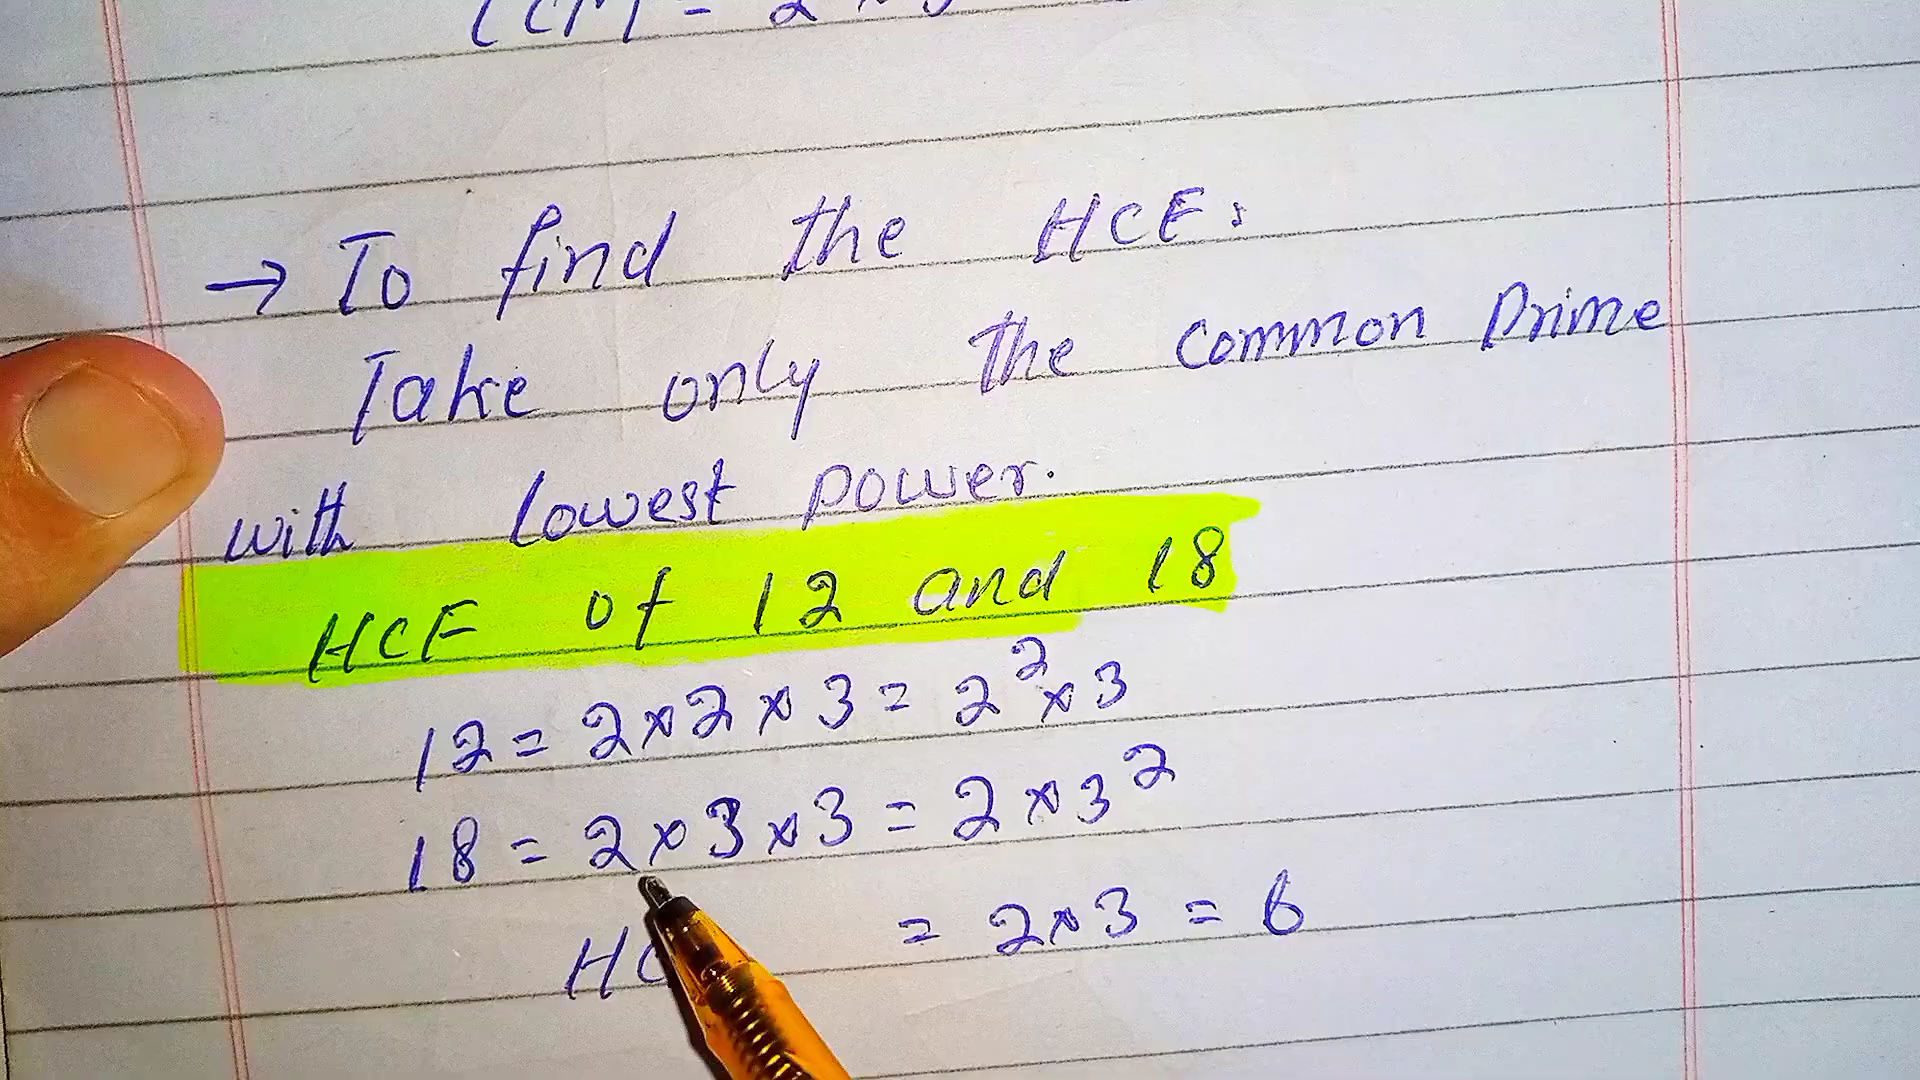 → To find the HCF:
Take only the common Prime
with lowest power.
HCF of 12 and 18
12 = 2×2×3 = 2²×3
18 = 2×3×3 = 2×3²
= 2×3 = 6